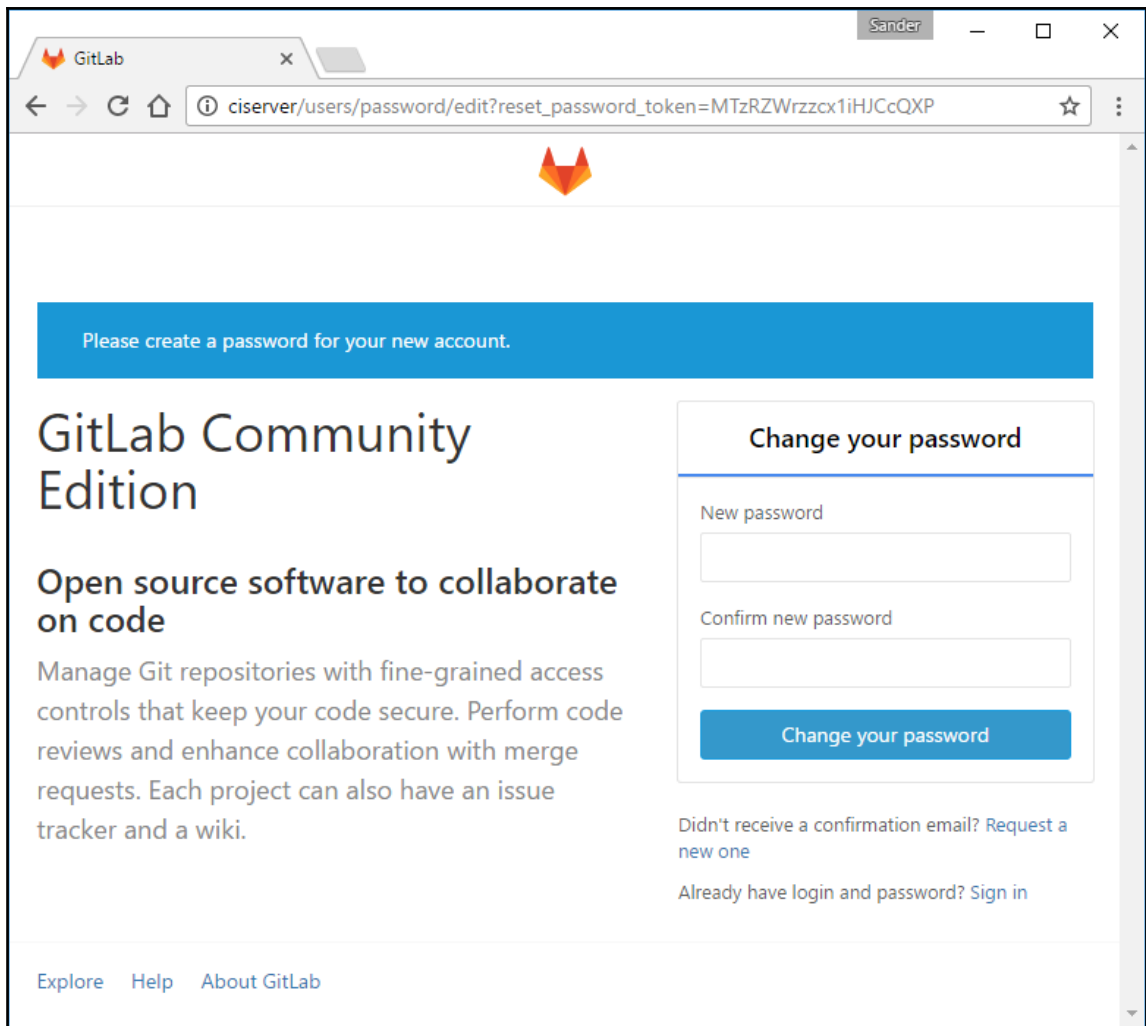 Sander
GitLab
ciserver/users/password/edit?reset_password_token=MTzRZWrzzcx1iHJCcQXP
Please create a password for your new account.
GitLab Community
Edition
Open source software to collaborate
on code
Manage Git repositories with fine-grained access
controls that keep your code secure. Perform code
reviews and enhance collaboration with merge
requests. Each project can also have an issue
tracker and a wiki.
Change your password
New password
Confirm new password
Change your password
Didn't receive a confirmation email? Request a
new one
Already have login and password? Sign in
Explore Help About GitLab